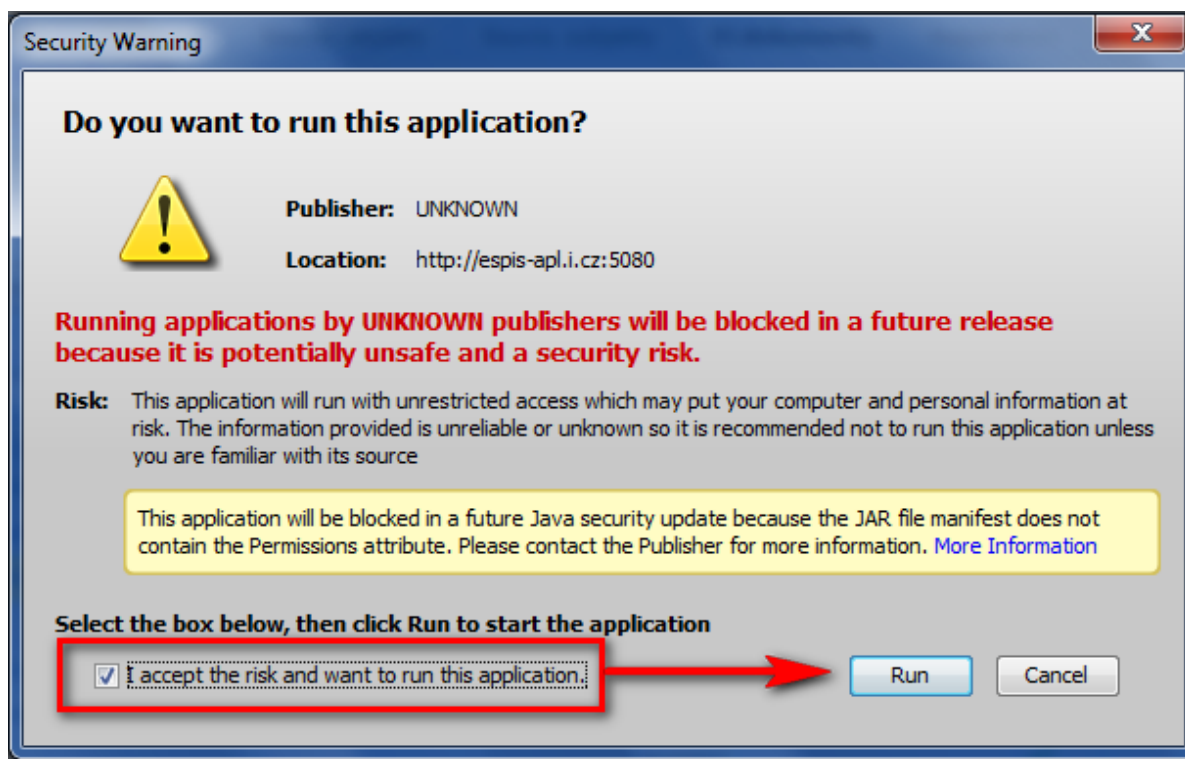 Security Warning
Do you want to run this application?
Publisher: UNKNOWN
Location: http://espis-apl.i.cz:5080
Running applications by UNKNOWN publishers will be blocked in a future release
because it is potentially unsafe and a security risk.
Risk: This application will run with unrestricted access which may put your computer and personal information at
risk. The information provided is unreliable or unknown so it is recommended not to run this application unless
you are familiar with its source
This application will be blocked in a future Java security update because the JAR file manifest does not
contain the Permissions attribute. Please contact the Publisher for more information. More Information
Select the box below, then click Run to start the application
I accept the risk and want to run this application. Run Cancel